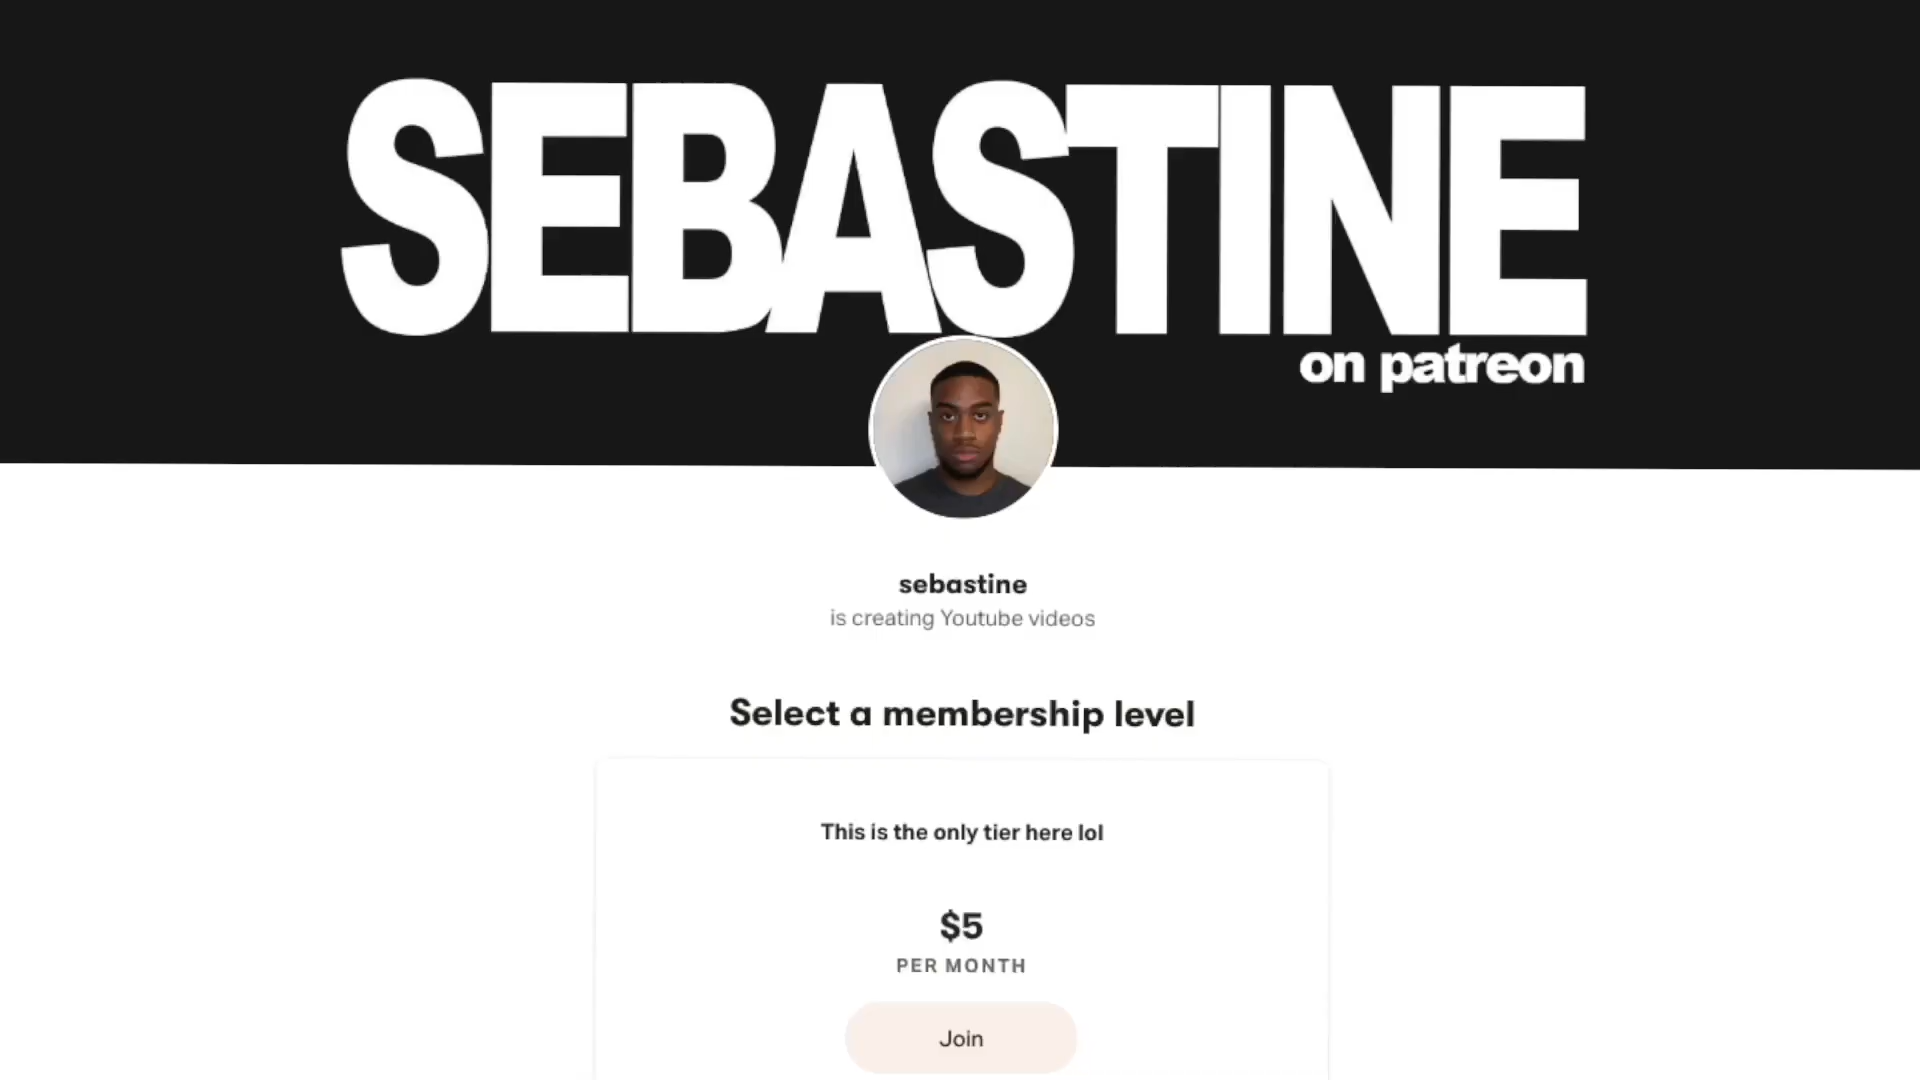 SEBASTINE
on patreon
sebastine
is creating Youtube videos
Select a membership level
This is the only tier here lol
$5
PER MONTH
Join